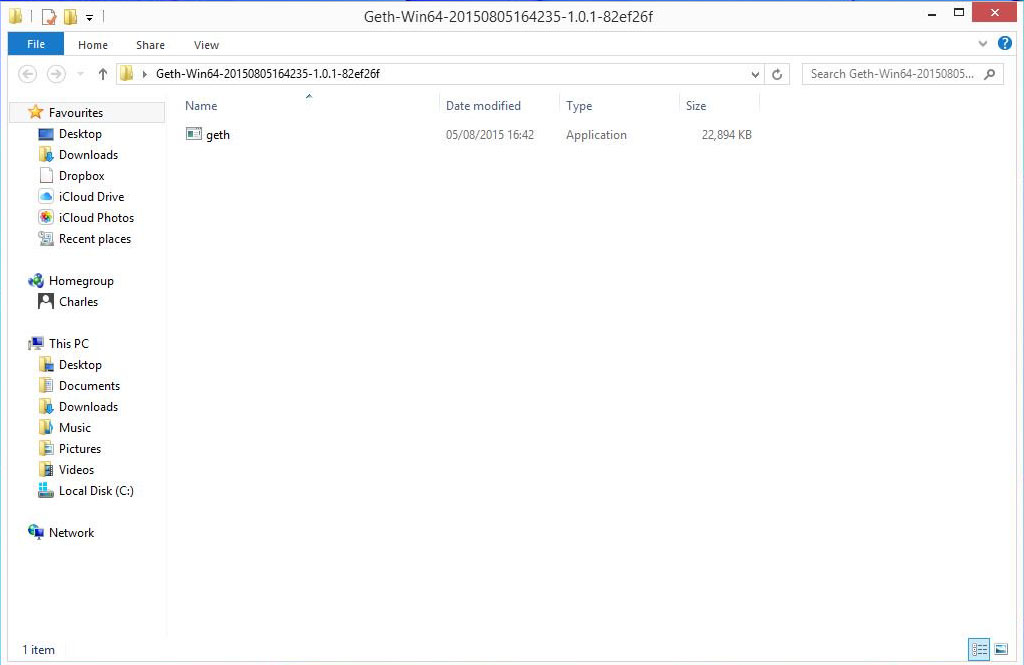 Geth-Win64-20150805164235-1.0.1-82ef26f
File Home Share View
Geth-Win64-20150805164235-1.0.1-82ef26f
Search Geth-Win64-20150805...
Name Date modified Type Size
geth 05/08/2015 16:42 Application 22,894 KB
Favourites
Desktop
Downloads
Dropbox
iCloud Drive
iCloud Photos
Recent places
Homegroup
Charles
This PC
Desktop
Documents
Downloads
Music
Pictures
Videos
Local Disk (C:)
Network
1 item